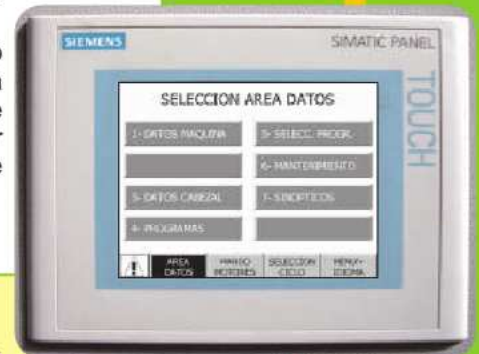 SIEMENS
SIMATIC PANEL
TOUCH
SELECCION AREA DATOS
1- DATOS MAQUINA
5- SELECC. PROGR.
6- MANTENIMIENTO
3- DATOS CABEZAL
7- SINOPTICOS
4- PROGRAMAS
AREA DATOS
MANDO MOTORES
SELECCION CICLO
MENU+ IDIOMA